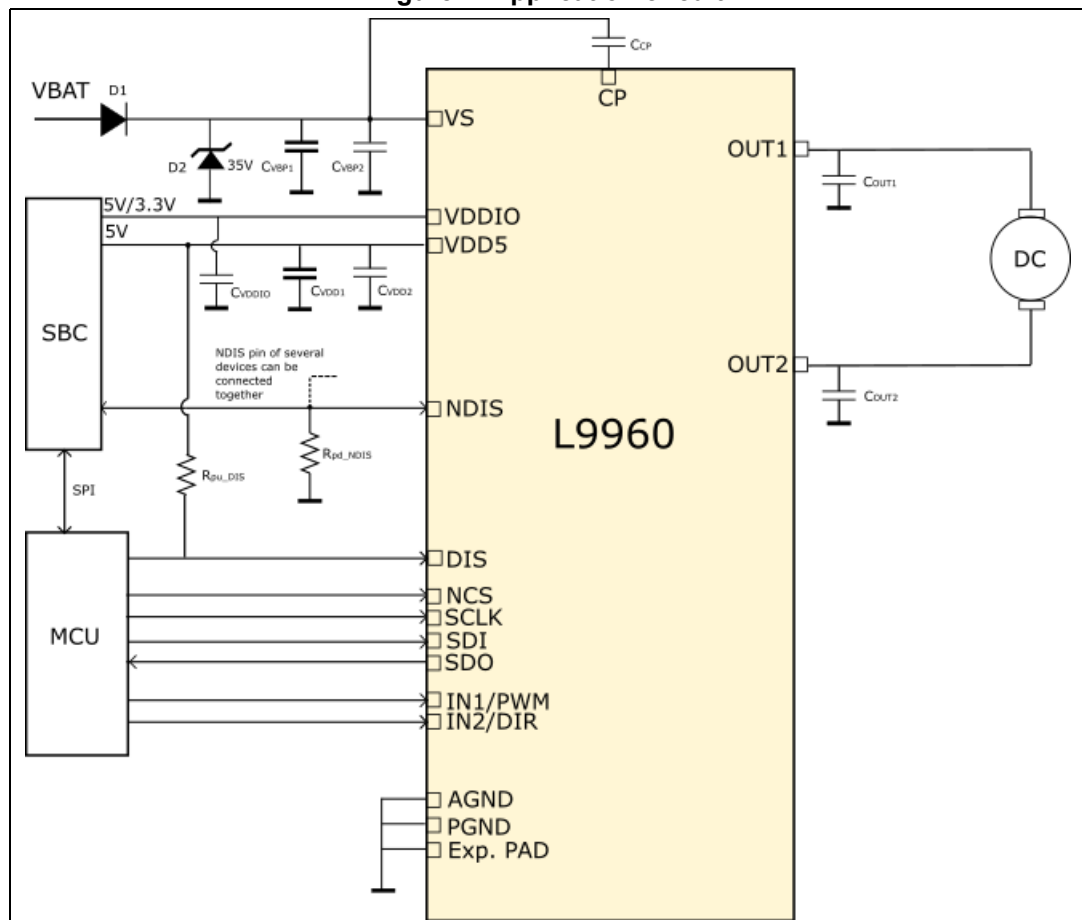 CCP
CP
VBAT
D1
VS
D2
35V
CVBP1
CVBP2
OUT1
COUT1
5V/3.3V
VDDIO
5V
VDD5
CVDDIO
CVDD1
CVDD2
SBC
DC
NDIS pin of several
devices can be
connected
together
OUT2
COUT2
NDIS
L9960
Rpd_NDIS
Rpu_DIS
SPI
DIS
NCS
SCLK
MCU
SDI
SDO
IN1/PWM
IN2/DIR
AGND
PGND
Exp. PAD